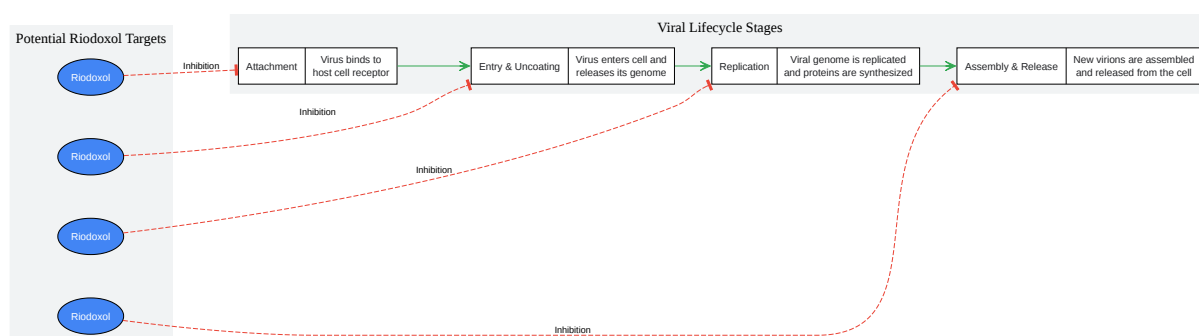 Potential Riodoxol Targets
Riodoxol
Riodoxol
Riodoxol
Riodoxol
Viral Lifecycle Stages
Attachment
Virus binds to
host cell receptor
Entry & Uncoating
Virus enters cell and
releases its genome
Replication
Viral genome is replicated
and proteins are synthesized
Assembly & Release
New virions are assembled
and released from the cell
Inhibition
Inhibition
Inhibition
Inhibition